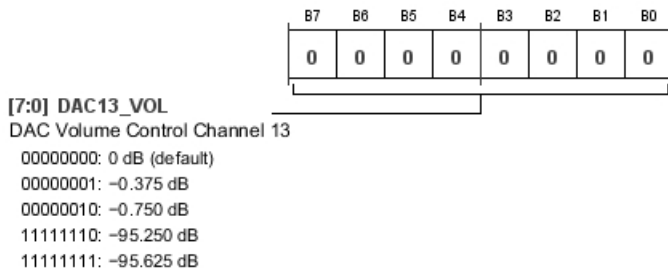 B7 B6 B5 B4 B3 B2 B1 B0
0 0 0 0 0 0 0 0
[7:0] DAC13_VOL
DAC Volume Control Channel 13
00000000: 0 dB (default)
00000001: −0.375 dB
00000010: −0.750 dB
11111110: −95.250 dB
11111111: −95.625 dB